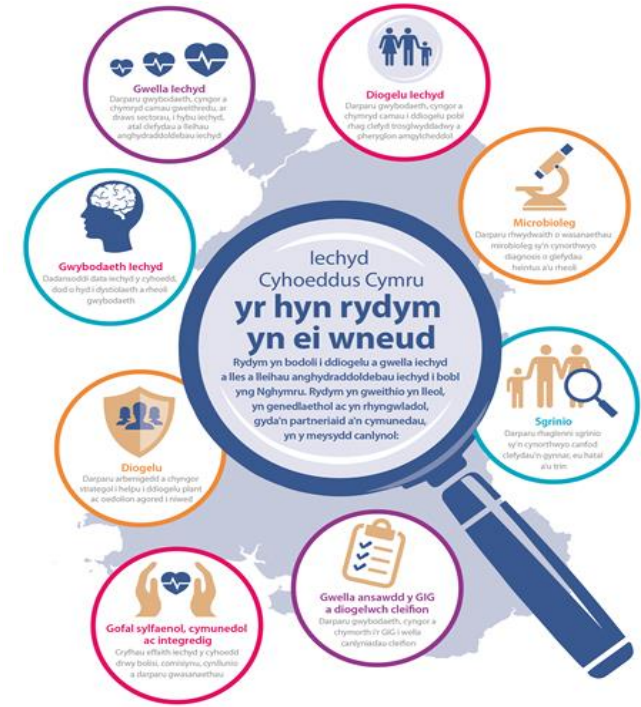 Iechyd
Cyhoeddus Cymru
yr hyn rydym
yn ei wneud
Rydym yn bodoli i ddiogelu a gwella iechyd
a lles a lleihau anghydraddoldebau iechyd i bobl
yng Nghymru. Rydym yn gweithio yn lleol,
yn genedlaethol ac yn rhyngwladol,
gyda'n partneriaid a'n cymunedau,
yn y meysydd canlynol:
Gwella Iechyd
Darparu gwybodaeth, cyngor a
chymryd camau gweithredu, ar
draws sectorau, i hybu iechyd,
atal clefydau a lleihau
anghydraddoldebau iechyd
Diogelu Iechyd
Darparu gwybodaeth, cyngor a
chymryd camau i ddiogelu pobl
rhag clefyd trosglwyddadwy a
pheryglon amgylcheddol
Microbioleg
Darparu rhwydwaith o wasanaethau
mirobioleg sy'n cynorthwyo
diagnosis o glefydau
heintus a'u rheoli
Sgrinio
Darparu rhaglenni sgrinio
sy'n cynorthwyo canfod
clefydau'n gynnar, eu hatal
a'u trin
Gwella ansawdd y GIG
a diogelwch cleifion
Darparu gwybodaeth, cyngor a
chymorth i'r GIG i wella
canlyniadau cleifion
Gofal sylfaenol, cymunedol
ac integredig
Cryfhau effaith iechyd y cyhoedd
drwy bolisi, comisiynu, cynllunio
a darparu gwasanaethau
Diogelu
Darparu arbenigedd a chyngor
strategol i helpu i ddiogelu plant
ac oedolion agored i niwed
Gwybodaeth Iechyd
Dadansoddi data iechyd y cyhoedd,
dod o hyd i dystiolaeth a rheoli
gwybodaeth